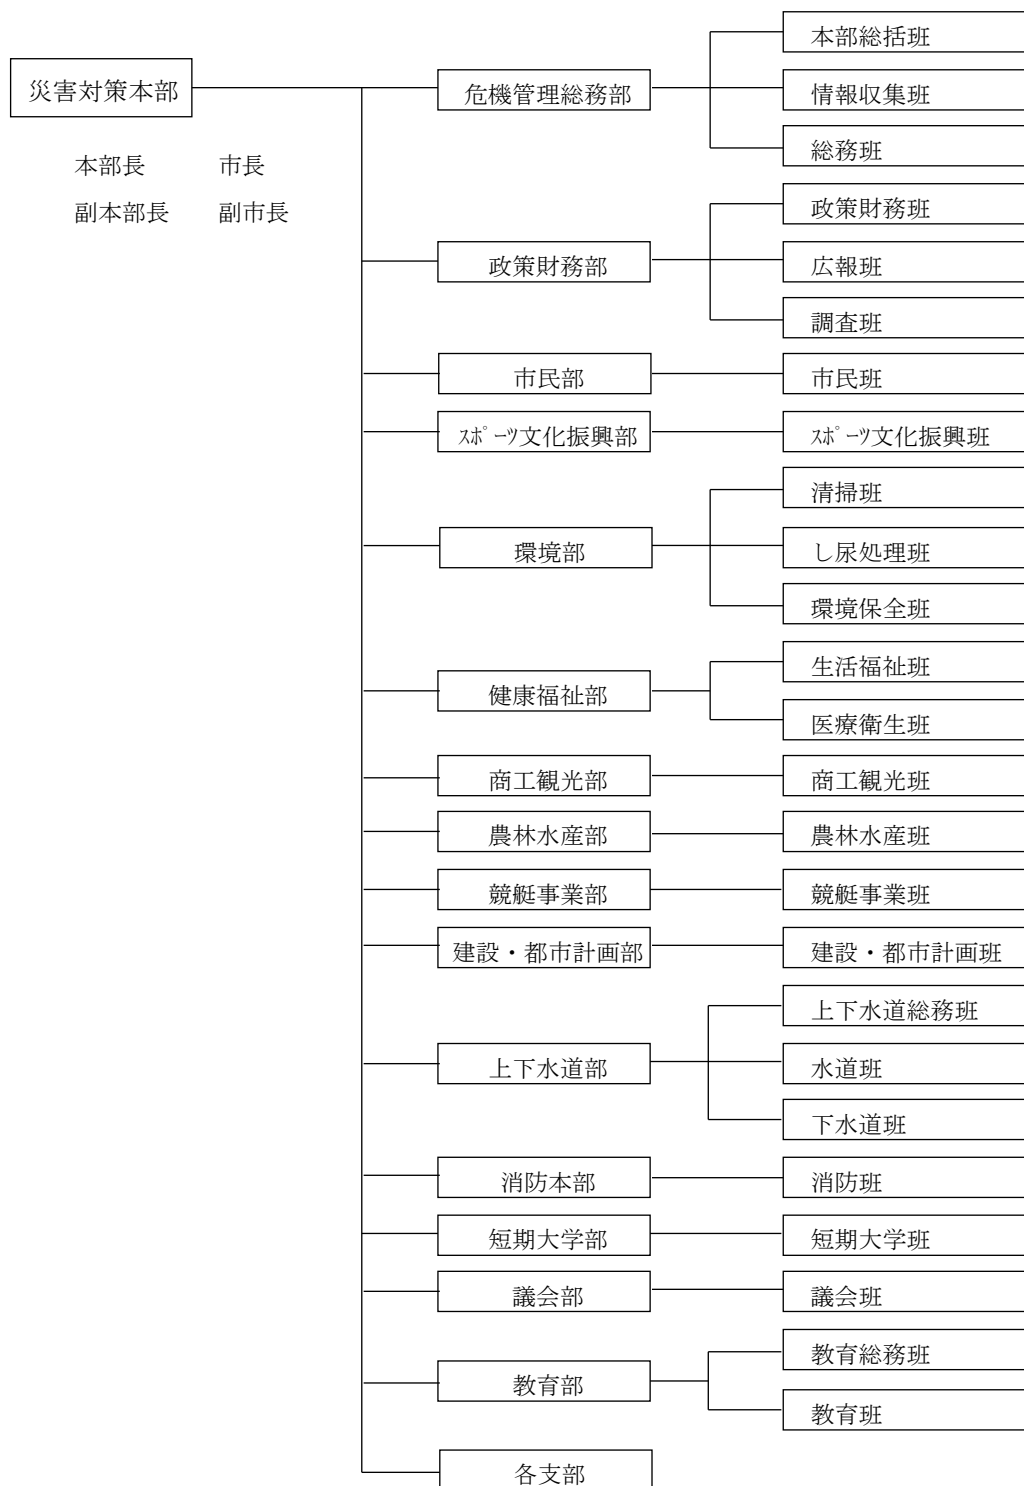 災害対策本部
本部長 市長
副本部長 副市長
危機管理総務部
本部総括班
情報収集班
総務班
政策財務部
政策財務班
広報班
調査班
市民部
市民班
スポーツ文化振興部
スポーツ文化振興班
環境部
清掃班
し尿処理班
環境保全班
健康福祉部
生活福祉班
医療衛生班
商工観光部
商工観光班
農林水産部
農林水産班
競艇事業部
競艇事業班
建設・都市計画部
建設・都市計画班
上下水道部
上下水道総務班
水道班
下水道班
消防本部
消防班
短期大学部
短期大学班
議会部
議会班
教育部
教育総務班
教育班
各支部